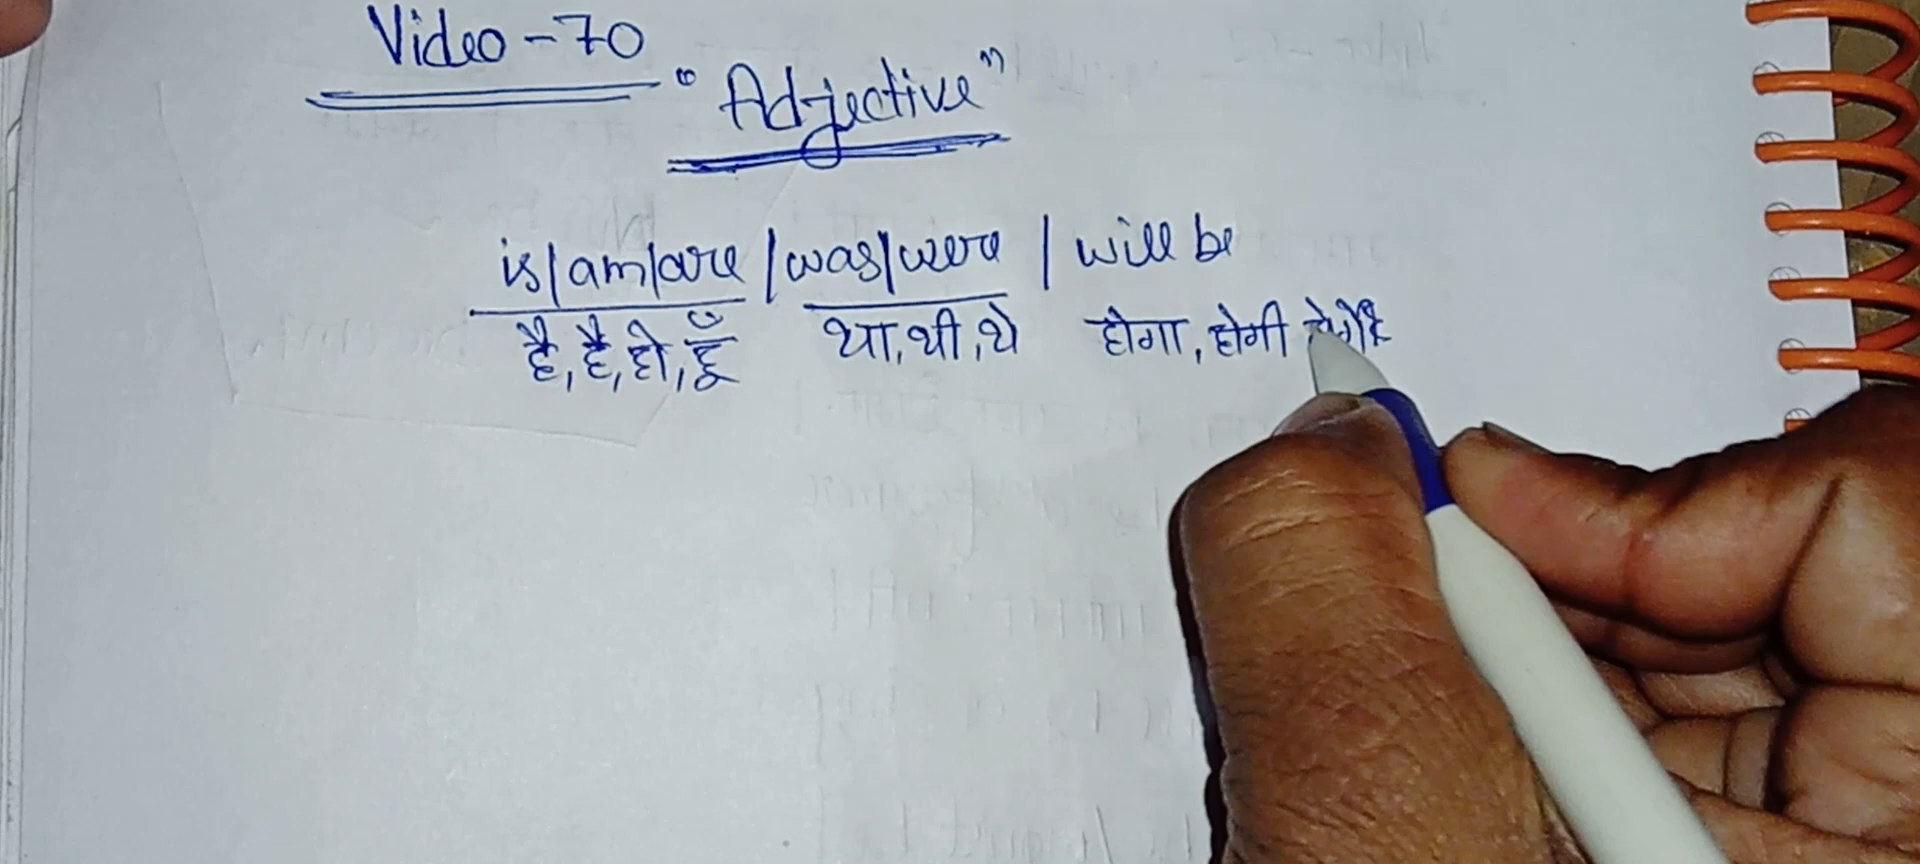 Video-70
"Adjective"
is/am/are/was/were / will be
है, है, हो, हूँ था, थी, थे होगा, होगी